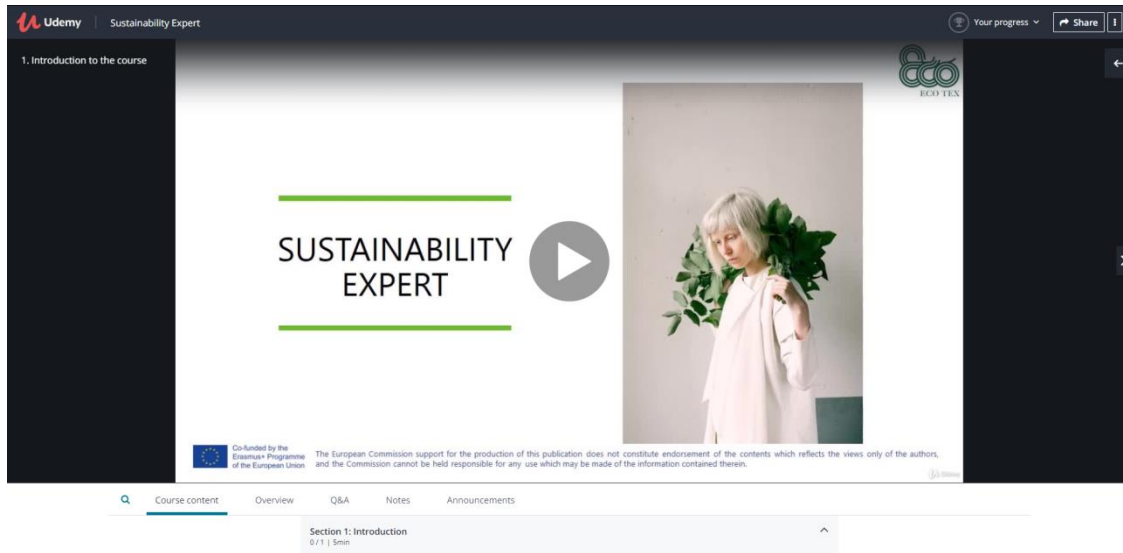 Udemy
Sustainability Expert
Your progress
Share
1. Introduction to the course
eco
ECO TEX
SUSTAINABILITY
EXPERT
Co-funded by the
Erasmus+ Programme
of the European Union
The European Commission support for the production of this publication does not constitute endorsement of the contents which reflects the views only of the authors,
and the Commission cannot be held responsible for any use which may be made of the information contained therein.
Udemy
Course content
Overview
Q&A
Notes
Announcements
Section 1: Introduction
0 / 1 | 5min